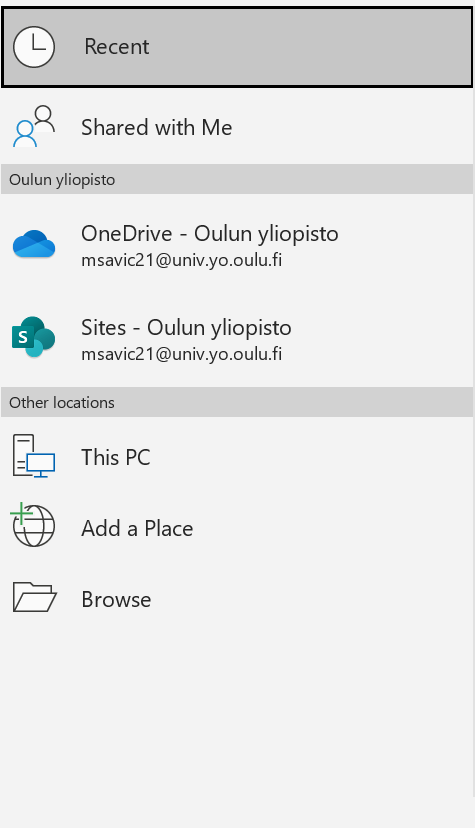 Recent
Shared with Me
Oulun yliopisto
OneDrive - Oulun yliopisto
msavic21@univ.yo.oulu.fi
S
Sites - Oulun yliopisto
msavic21@univ.yo.oulu.fi
Other locations
This PC
Add a Place
Browse